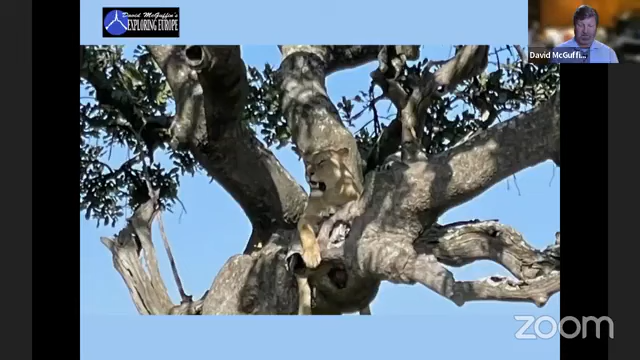 David McGuffin's
EXPLORING EUROPE
David McGuffi...
zoom